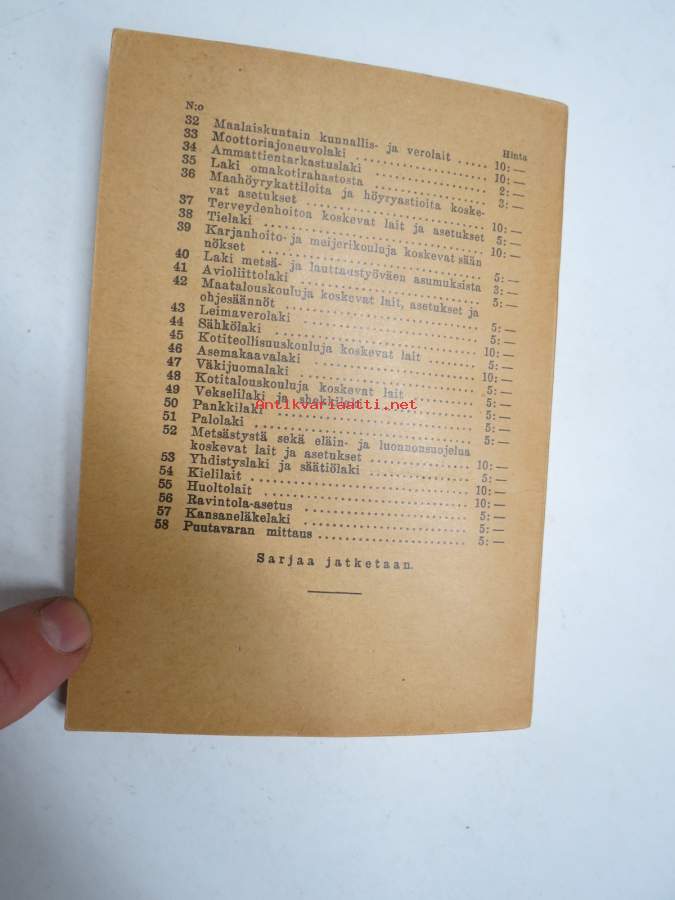 N:o Hinta
32 Maalaiskuntain kunnallis- ja verolait ..... 10: —
33 Moottoriajoneuvolaki .................. 10: —
34 Ammattientarkastuslaki ................ 2: —
35 Laki omakotirahastosta ................ 3: —
36 Maahöyrykattiloita ja höyryastioita koske-
vat asetukset ......................... 10: —
37 Terveydenhoitoa koskevat lait ja asetukset 5: —
38 Tielaki ............................... 10: —
39 Karjanhoito- ja meijerikouluja koskevat sään
nökset ................................ 5: —
40 Laki metsä- ja lauttaustyöväen asumuksista 3: —
41 Avioliittolaki ........................ 5: —
42 Maatalouskouluja koskevat lait, asetukset ja
ohjesäännöt ........................... 5: —
43 Leimaverolaki ......................... 5: —
44 Sähkölaki ............................. 10: —
45 Kotiteollisuuskouluja koskevat lait ...... 5: —
46 Asemakaavalaki ........................ 10: —
47 Väkijuomalaki ......................... 5: —
48 Kotitalouskouluja koskevat lait .......... 5: —
49 Vekselilaki ja shekkilaki ................ 5: —
50 Pankkilaki ............................ 5: —
51 Palolaki .............................. 5: —
52 Metsästystä sekä eläin- ja luonnonsuojelua
koskevat lait ja asetukset .............. 10: —
53 Yhdistyslaki ja säätiölaki ............... 5: —
54 Kielilait ............................. 10: —
55 Huoltolait ............................ 10: —
56 Ravintola-asetus ...................... 5: —
57 Kansaneläkelaki ....................... 5: —
58 Puutavaran mittaus .................... 5: —
Sarjaa jatketaan.
Antikvariaatti.net